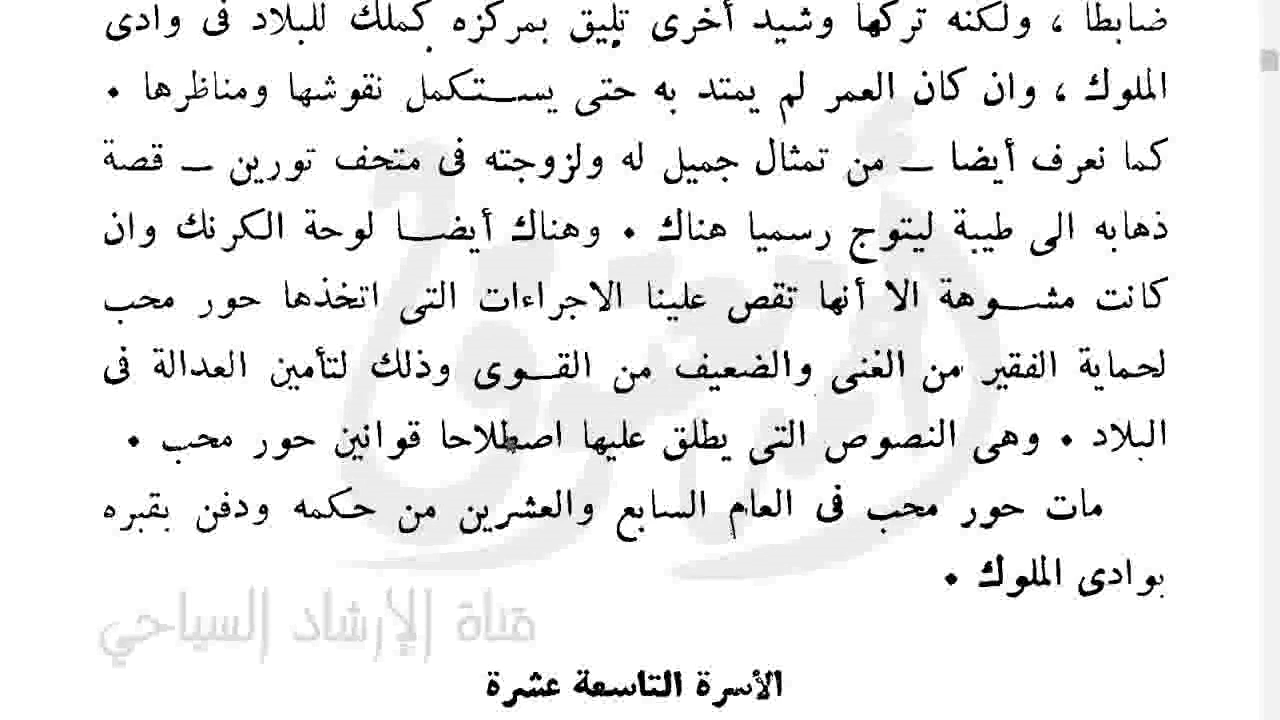 ضابطا ، ولكنه تركها وشيد أخرى تليق بمركزه كملك للبلاد فى وادى
الملوك ، وان كان العمر لم يمتد به حتى يستكمل نقوشها ومناظرها •
كما نعرف أيضا – من تمثال جميل له ولزوجته فى متحف تورين – قصة
ذهابه الى طيبة ليتوج رسميا هناك • وهناك أيضا لوحة الكرنك وان
كانت مشوهة الا أنها تقص علينا الاجراءات التى اتخذها حور محب
لحماية الفقير من الغنى والضعيف من القوى وذلك لتأمين العدالة فى
البلاد • وهى النصوص التى يطلق عليها اصطلاحا قوانين حور محب •
مات حور محب فى العام السابع والعشرين من حكمه ودفن بقبره
بوادى الملوك •
قناة الإرشاد السياحي
الأسرة التاسعة عشرة